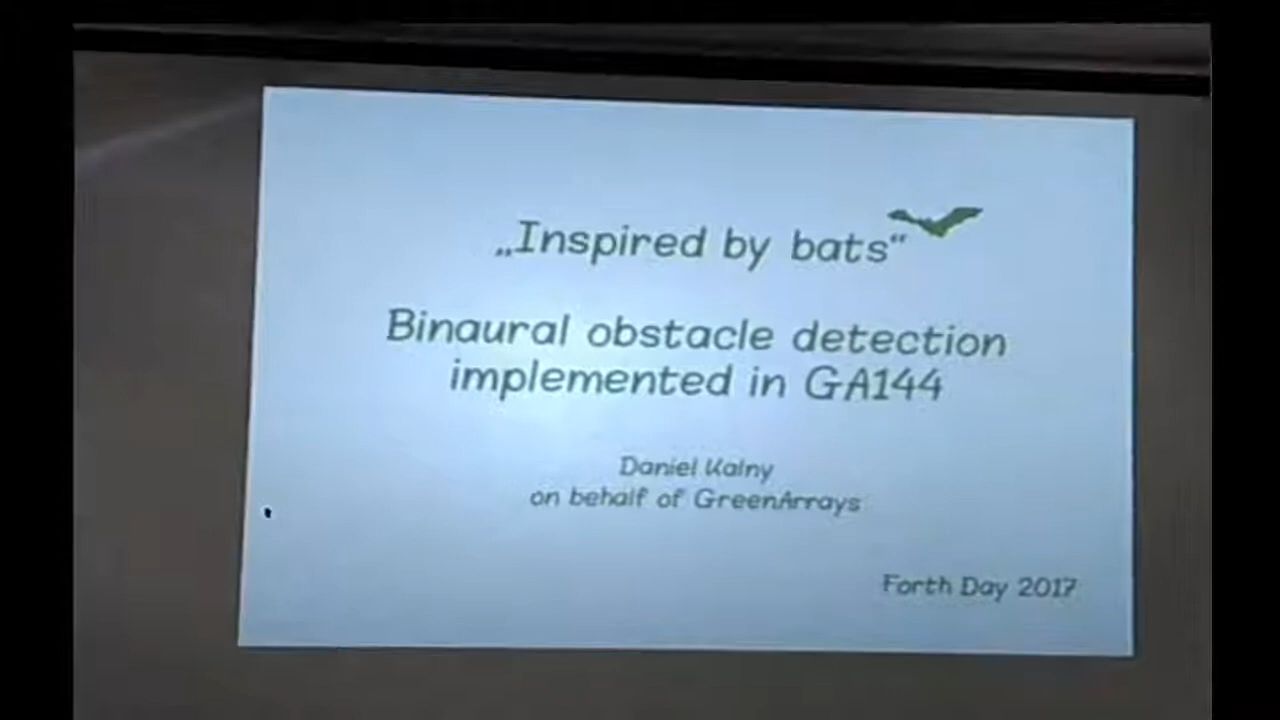 „Inspired by bats“
Binaural obstacle detection
implemented in GA144
Daniel Kalny
on behalf of GreenArrays
Forth Day 2017